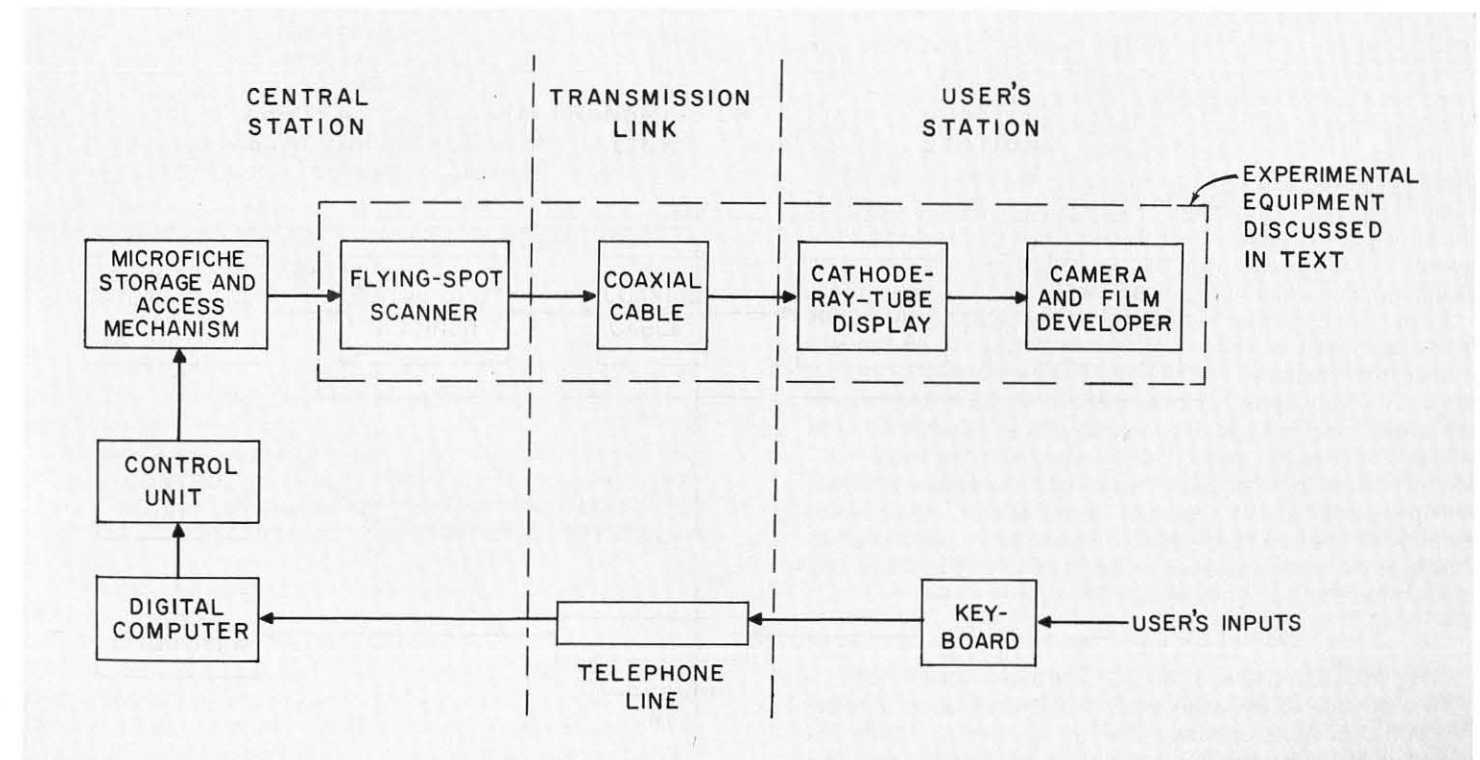 CENTRAL
STATION
TRANSMISSION
LINK
USER'S
STATION
EXPERIMENTAL
EQUIPMENT
DISCUSSED
IN TEXT
MICROFICHE
STORAGE AND
ACCESS
MECHANISM
FLYING-SPOT
SCANNER
COAXIAL
CABLE
CATHODE-
RAY-TUBE
DISPLAY
CAMERA
AND FILM
DEVELOPER
CONTROL
UNIT
DIGITAL
COMPUTER
TELEPHONE
LINE
KEY-
BOARD
USER'S INPUTS